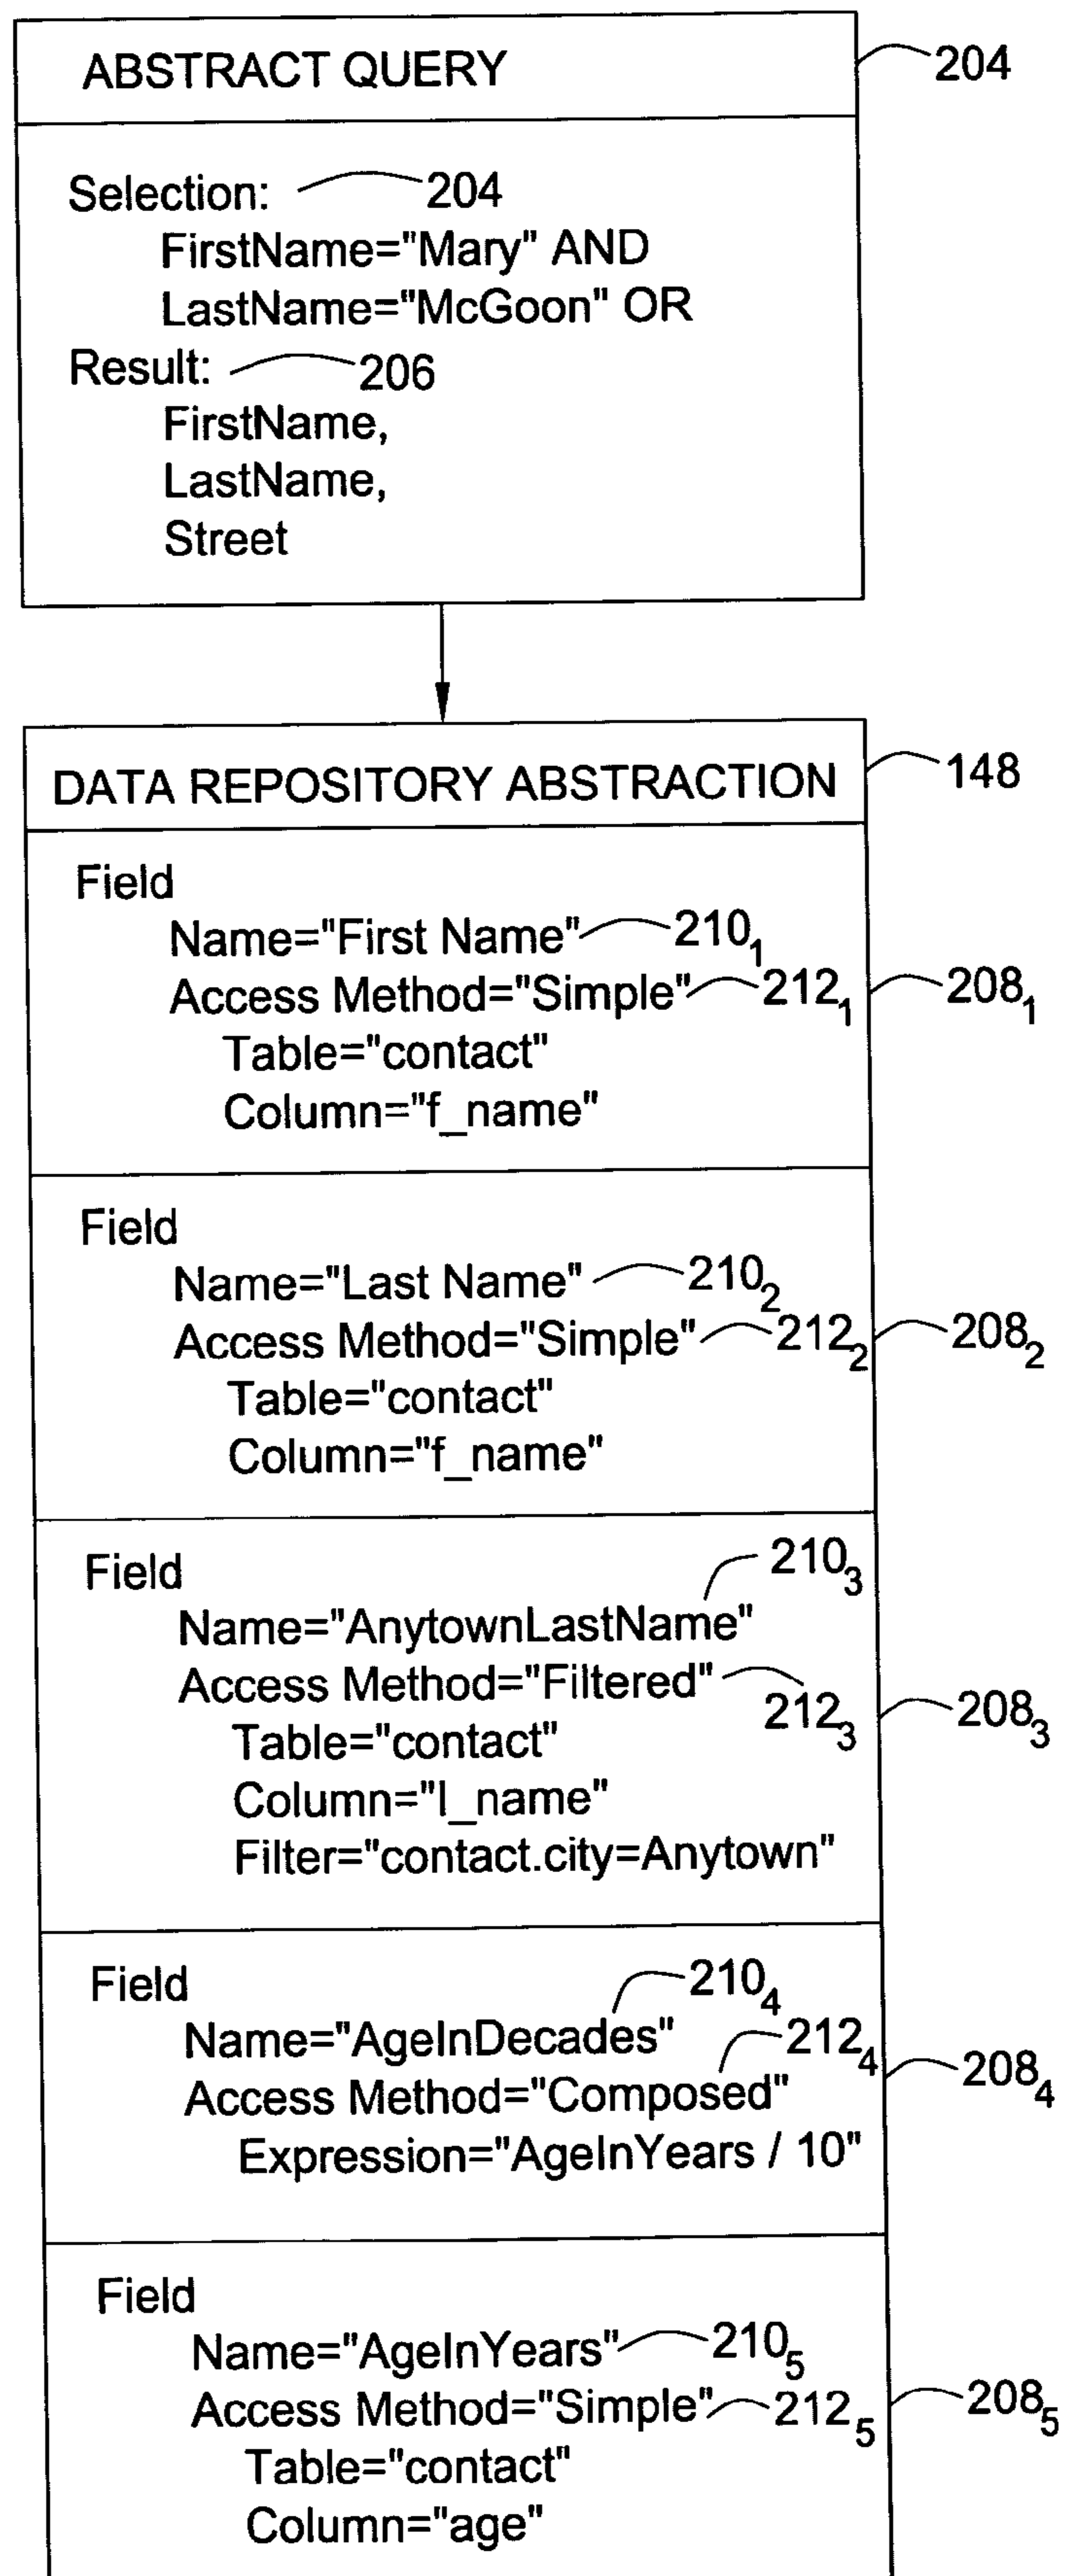 ABSTRACT QUERY 204
Selection: 204
FirstName="Mary" AND
LastName="McGoon" OR
Result: 206
FirstName,
LastName,
Street
DATA REPOSITORY ABSTRACTION 148
Field
Name="First Name" 210₁
Access Method="Simple" 212₁ 208₁
Table="contact"
Column="f_name"
Field
Name="Last Name" 210₂
Access Method="Simple" 212₂ 208₂
Table="contact"
Column="f_name"
Field 210₃
Name="AnytownLastName"
Access Method="Filtered" 212₃ 208₃
Table="contact"
Column="l_name"
Filter="contact.city=Anytown"
Field 210₄
Name="AgeInDecades" 212₄
Access Method="Composed" 208₄
Expression="AgeInYears / 10"
Field
Name="AgeInYears" 210₅
Access Method="Simple" 212₅ 208₅
Table="contact"
Column="age"